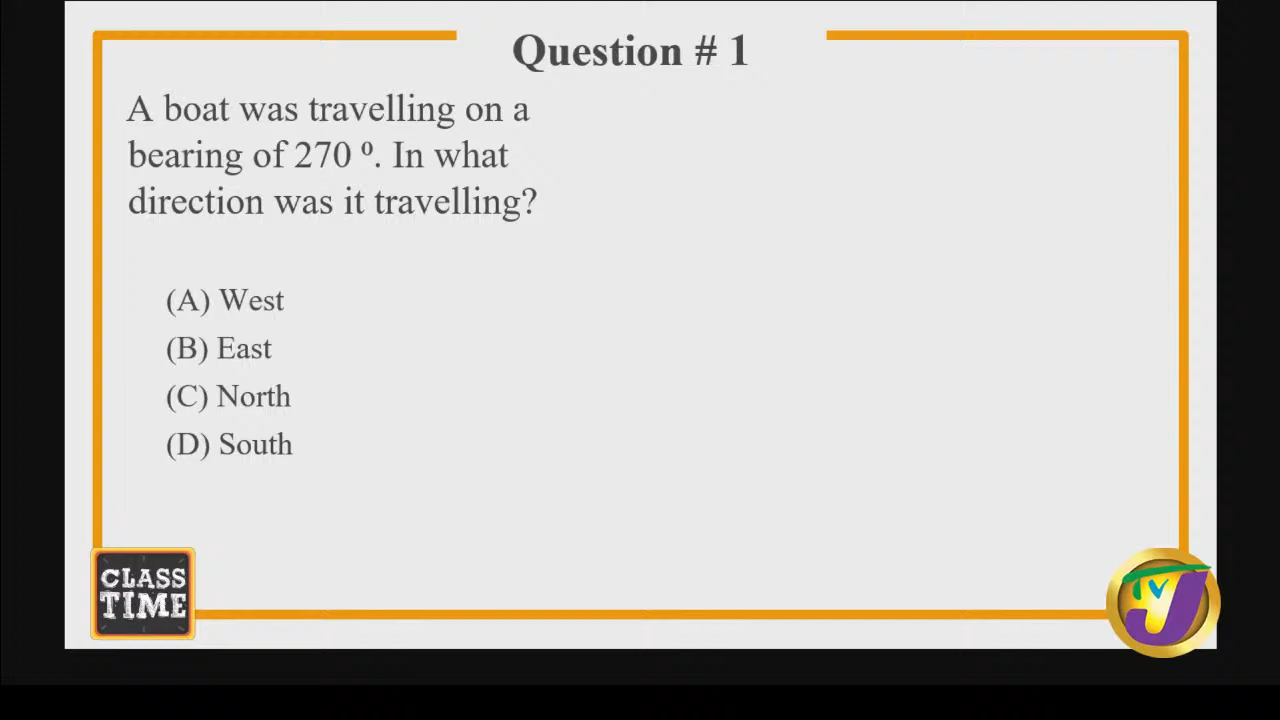 Question # 1
A boat was travelling on a
bearing of 270 º. In what
direction was it travelling?
(A) West
(B) East
(C) North
(D) South
CLASS
TIME
TVJ